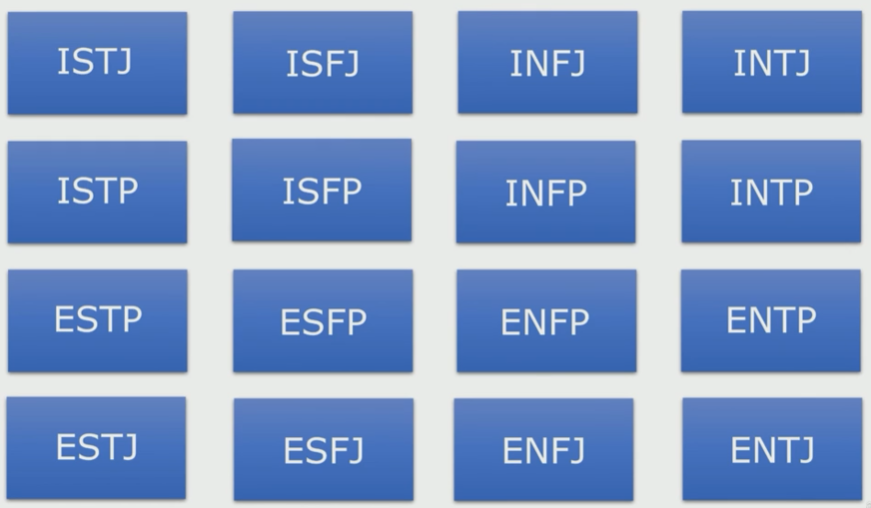 ISTJ ISFJ INFJ INTJ
ISTP ISFP INFP INTP
ESTP ESFP ENFP ENTP
ESTJ ESFJ ENFJ ENTJ